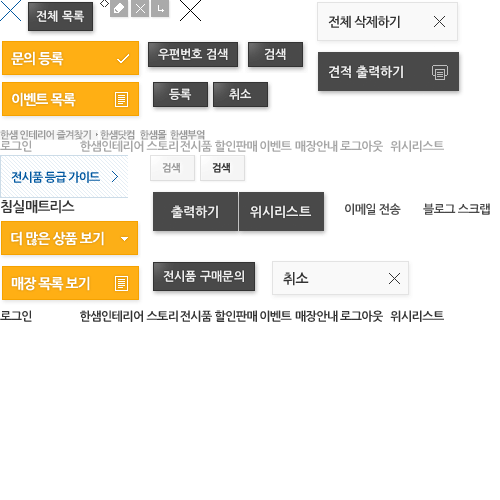 전체 목록
전체 삭제하기
문의 등록
우편번호 검색
검색
견적 출력하기
이벤트 목록
등록
취소
한샘 인테리어 즐겨찾기 한샘닷컴 한샘몰 한샘부엌
로그인 한샘인테리어 스토리 전시품 할인판매 이벤트 매장안내 로그아웃 위시리스트
전시품 등급 가이드
검색
검색
침실매트리스
출력하기
위시리스트
이메일 전송
블로그 스크랩
더 많은 상품 보기
매장 목록 보기
전시품 구매문의
취소
로그인 한샘인테리어 스토리 전시품 할인판매 이벤트 매장안내 로그아웃 위시리스트